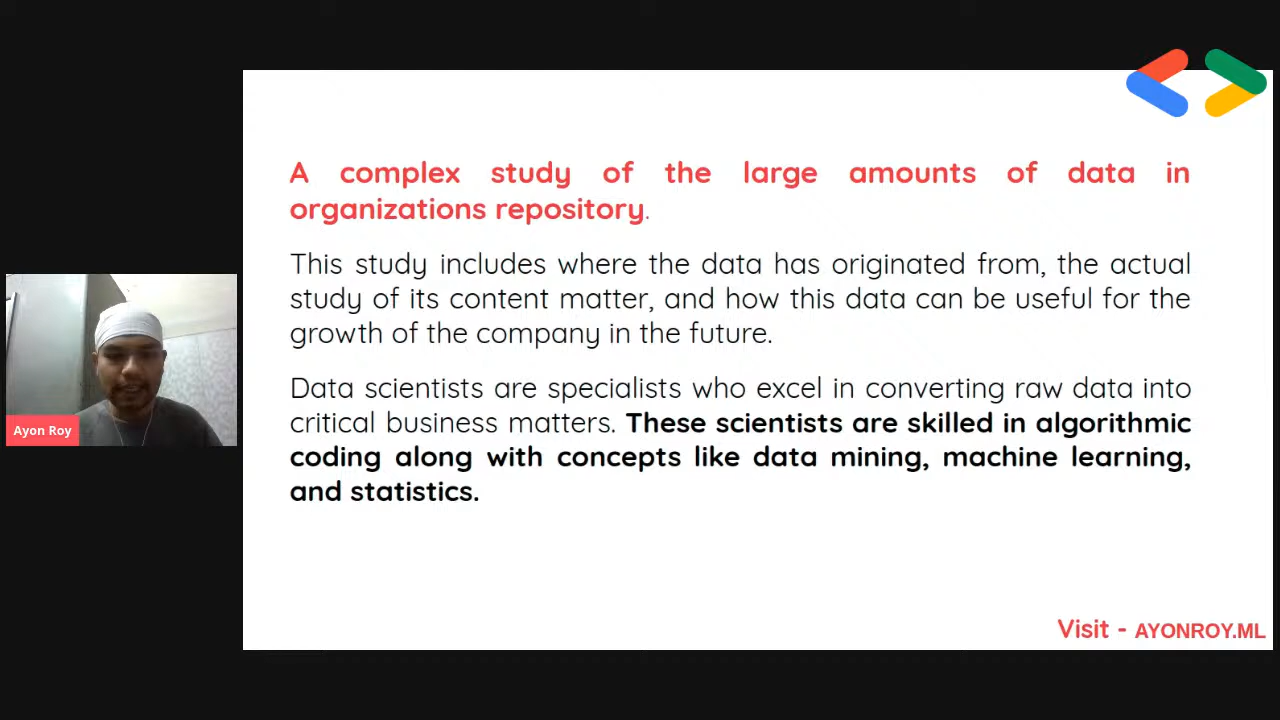 A complex study of the large amounts of data in
organizations repository.
This study includes where the data has originated from, the actual
study of its content matter, and how this data can be useful for the
growth of the company in the future.
Data scientists are specialists who excel in converting raw data into
critical business matters. These scientists are skilled in algorithmic
coding along with concepts like data mining, machine learning,
and statistics.
Ayon Roy
Visit - AYONROY.ML